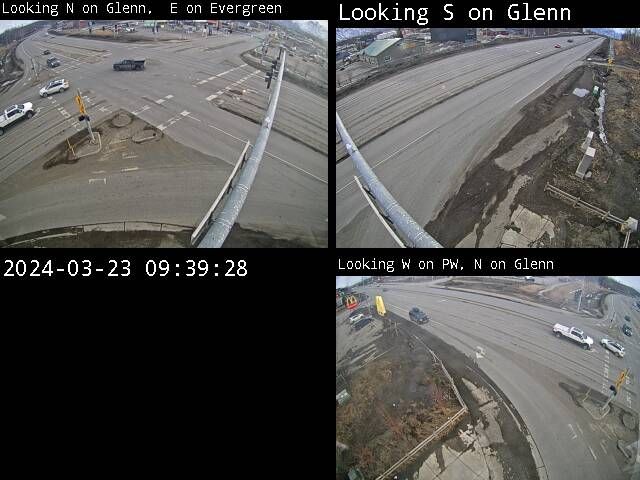 Looking N on Glenn, E on Evergreen
Looking S on Glenn
2024-03-23 09:39:28
Looking W on PW, N on Glenn